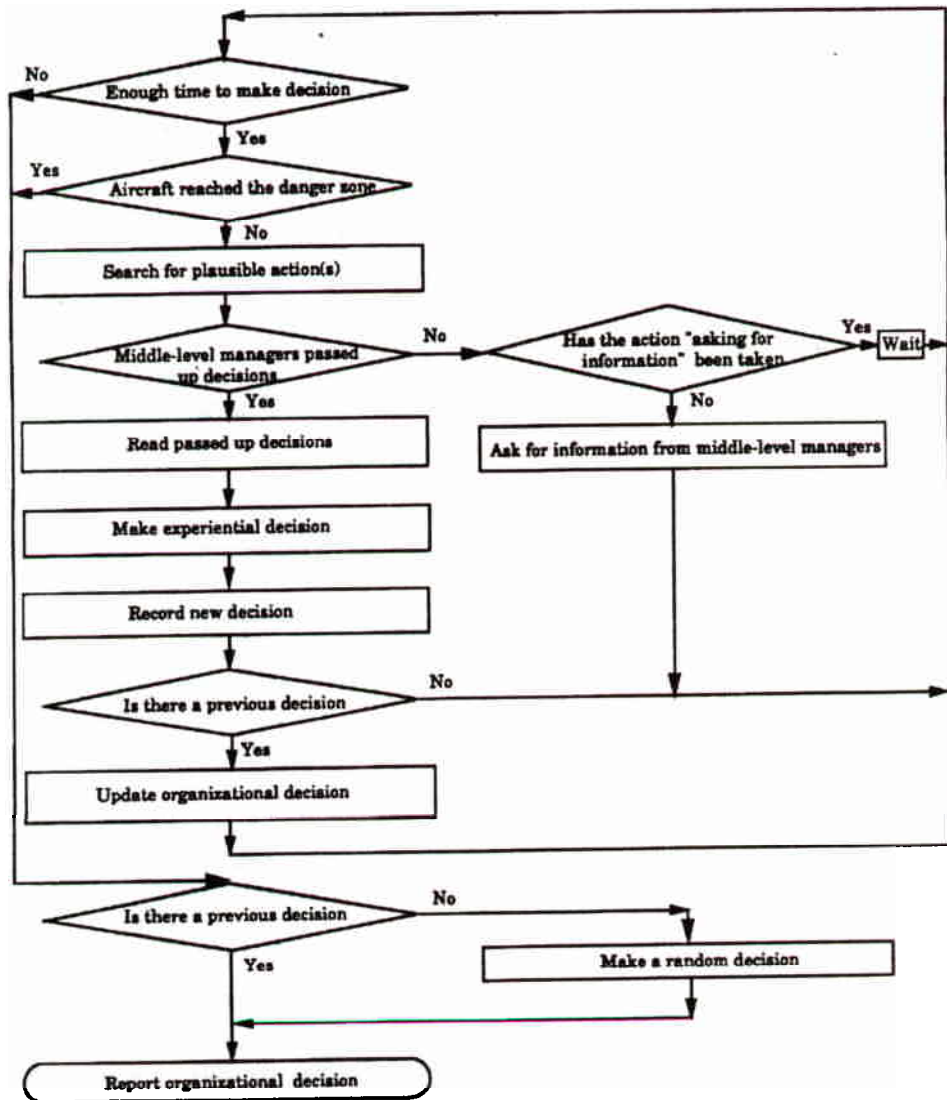 No
Enough time to make decision
Yes
Yes
Aircraft reached the danger zone
No
Search for plausible action(s)
Middle-level managers passed
up decisions
No
Has the action "asking for
information" been taken
Yes
Wait
Yes
No
Read passed up decisions
Ask for information from middle-level managers
Make experiential decision
Record new decision
Is there a previous decision
No
Yes
Update organizational decision
Is there a previous decision
No
Yes
Make a random decision
Report organizational decision